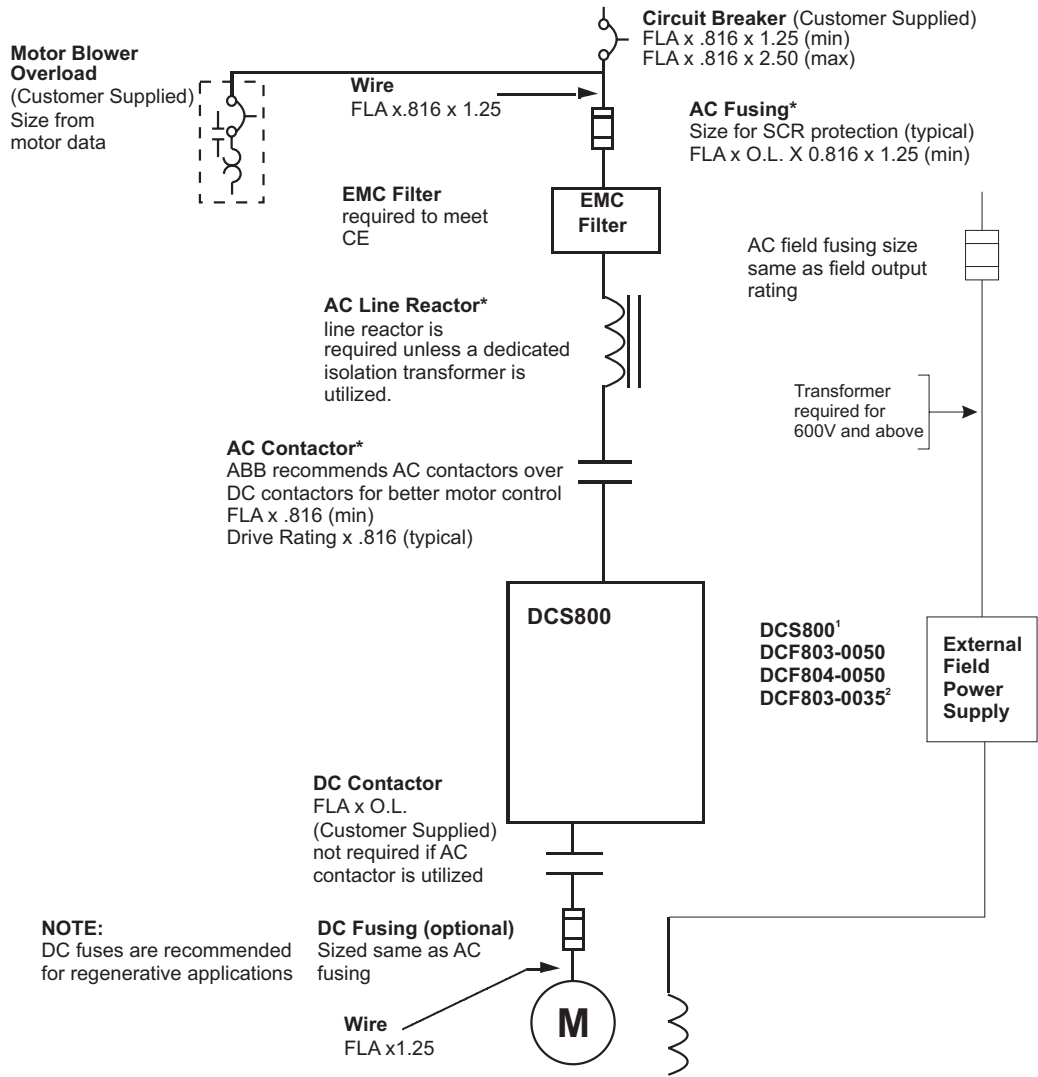 Circuit Breaker (Customer Supplied)
FLA x .816 x 1.25 (min)
FLA x .816 x 2.50 (max)
Motor Blower
Overload
(Customer Supplied)
Size from
motor data
Wire
FLA x.816 x 1.25
AC Fusing*
Size for SCR protection (typical)
FLA x O.L. X 0.816 x 1.25 (min)
EMC Filter
required to meet
CE
EMC
Filter
AC field fusing size
same as field output
rating
AC Line Reactor*
line reactor is
required unless a dedicated
isolation transformer is
utilized.
Transformer
required for
600V and above
AC Contactor*
ABB recommends AC contactors over
DC contactors for better motor control
FLA x .816 (min)
Drive Rating x .816 (typical)
DCS800
DCS800¹
DCF803-0050
DCF804-0050
DCF803-0035²
External
Field
Power
Supply
DC Contactor
FLA x O.L.
(Customer Supplied)
not required if AC
contactor is utilized
NOTE:
DC fuses are recommended
for regenerative applications
DC Fusing (optional)
Sized same as AC
fusing
Wire
FLA x1.25
M